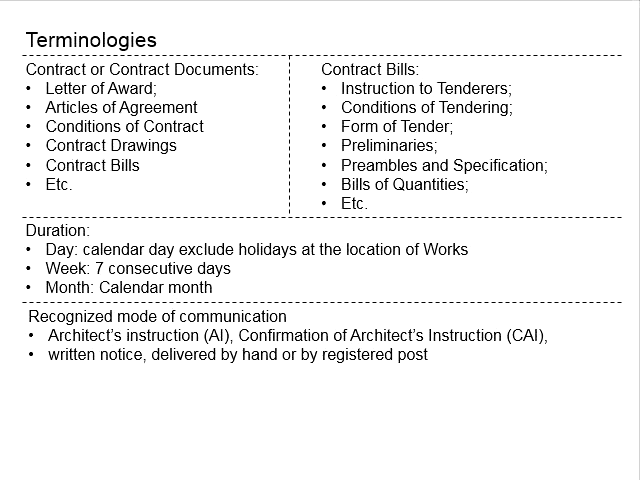 Terminologies
Contract or Contract Documents:
• Letter of Award;
• Articles of Agreement
• Conditions of Contract
• Contract Drawings
• Contract Bills
• Etc.
Contract Bills:
• Instruction to Tenderers;
• Conditions of Tendering;
• Form of Tender;
• Preliminaries;
• Preambles and Specification;
• Bills of Quantities;
• Etc.
Duration:
• Day: calendar day exclude holidays at the location of Works
• Week: 7 consecutive days
• Month: Calendar month
Recognized mode of communication
• Architect’s instruction (AI), Confirmation of Architect’s Instruction (CAI),
• written notice, delivered by hand or by registered post